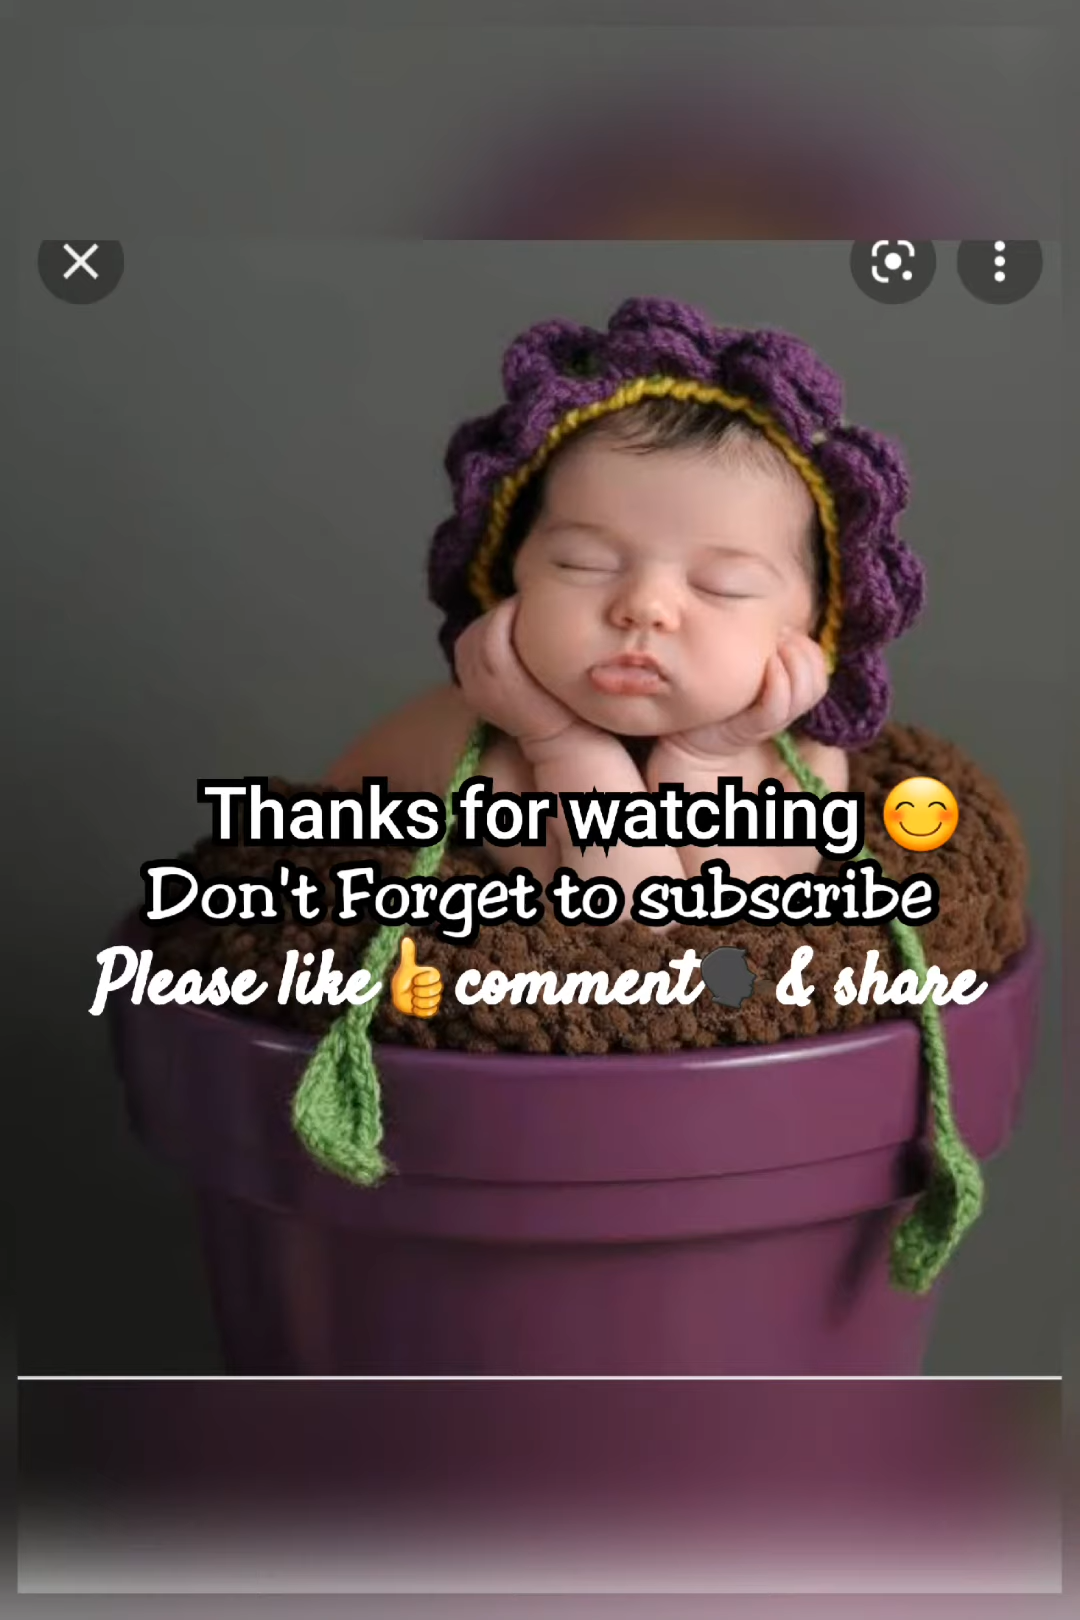 Thanks for watching 😊
Don't Forget to subscribe
Please like👍comment🗣& share